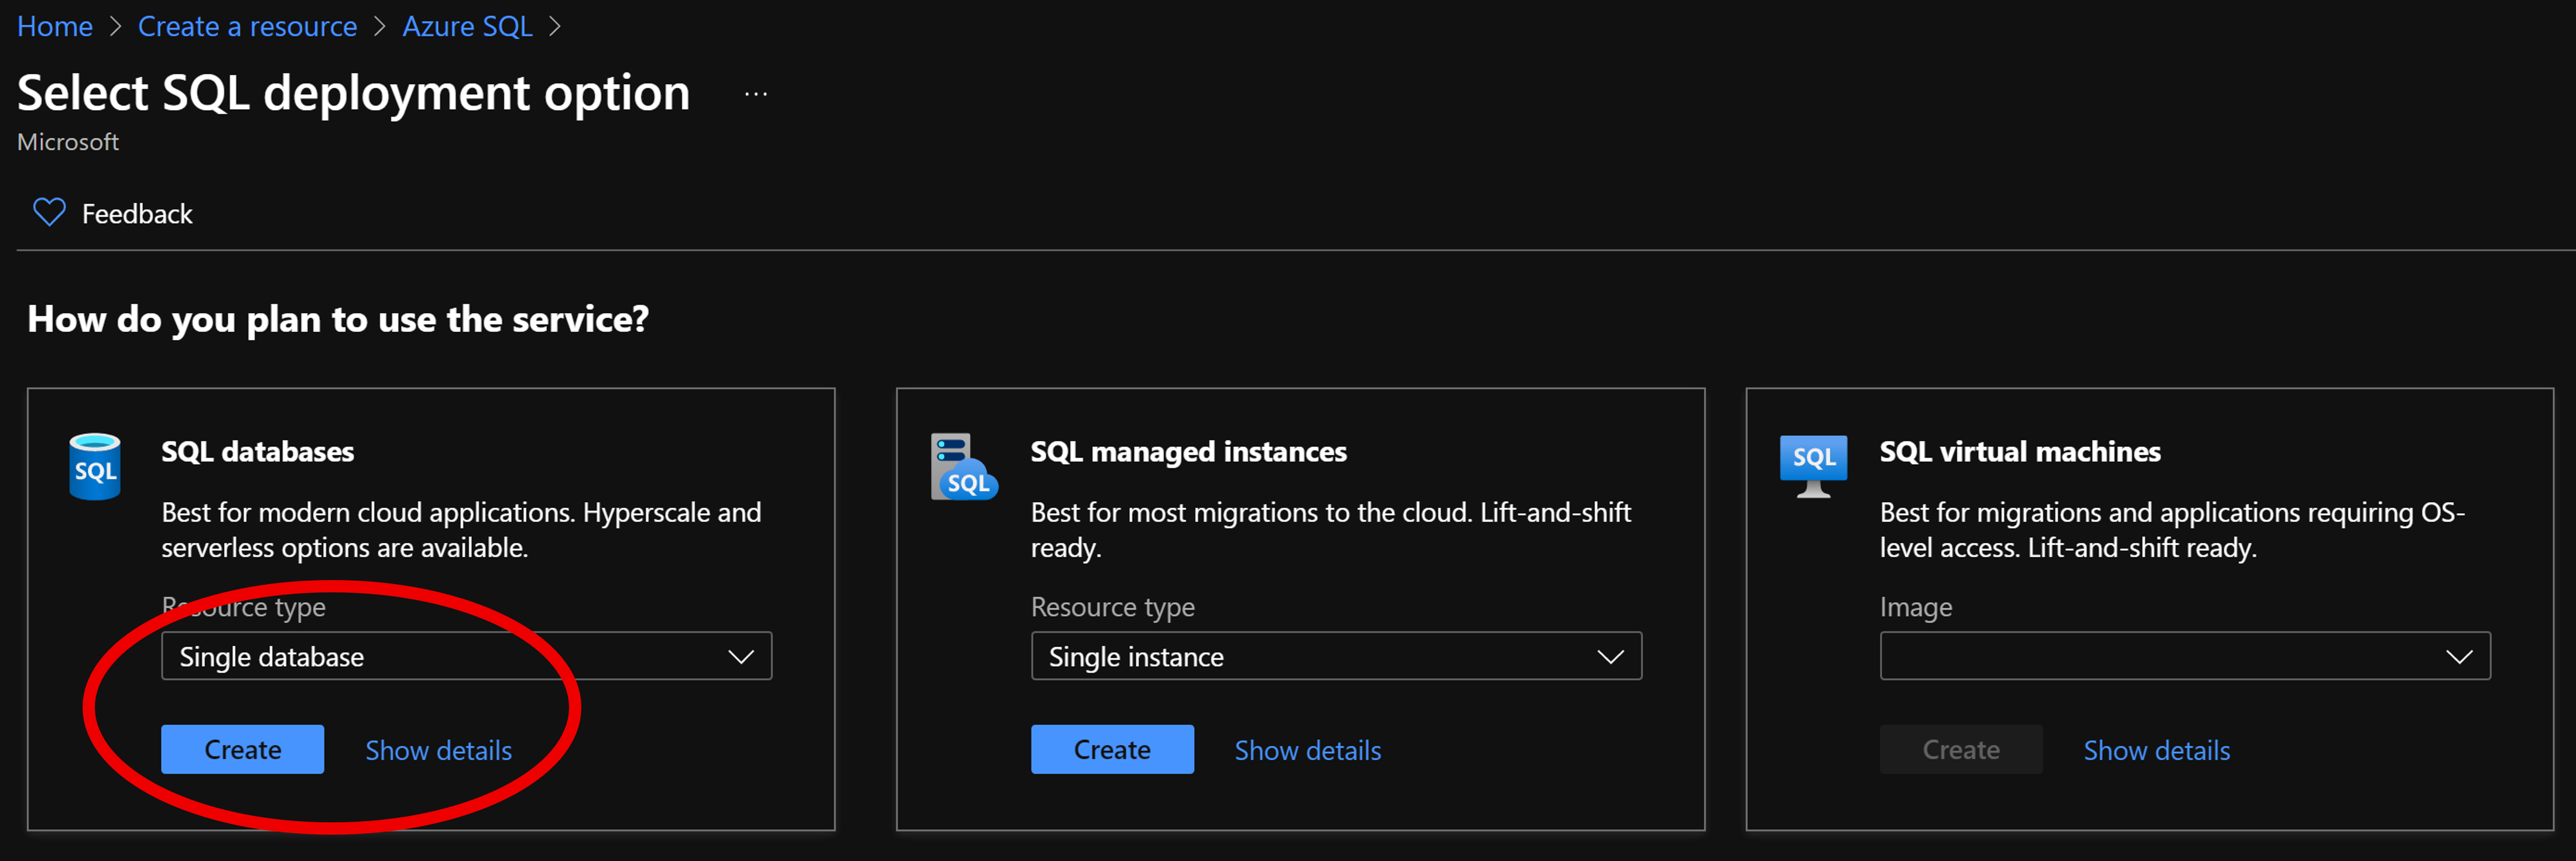 Home > Create a resource > Azure SQL >
Select SQL deployment option ...
Microsoft
Feedback
How do you plan to use the service?
SQL
SQL databases
Best for modern cloud applications. Hyperscale and
serverless options are available.
Resource type
Single database
Create Show details
SQL
SQL managed instances
Best for most migrations to the cloud. Lift-and-shift
ready.
Resource type
Single instance
Create Show details
SQL
SQL virtual machines
Best for migrations and applications requiring OS-
level access. Lift-and-shift ready.
Image
Create Show details